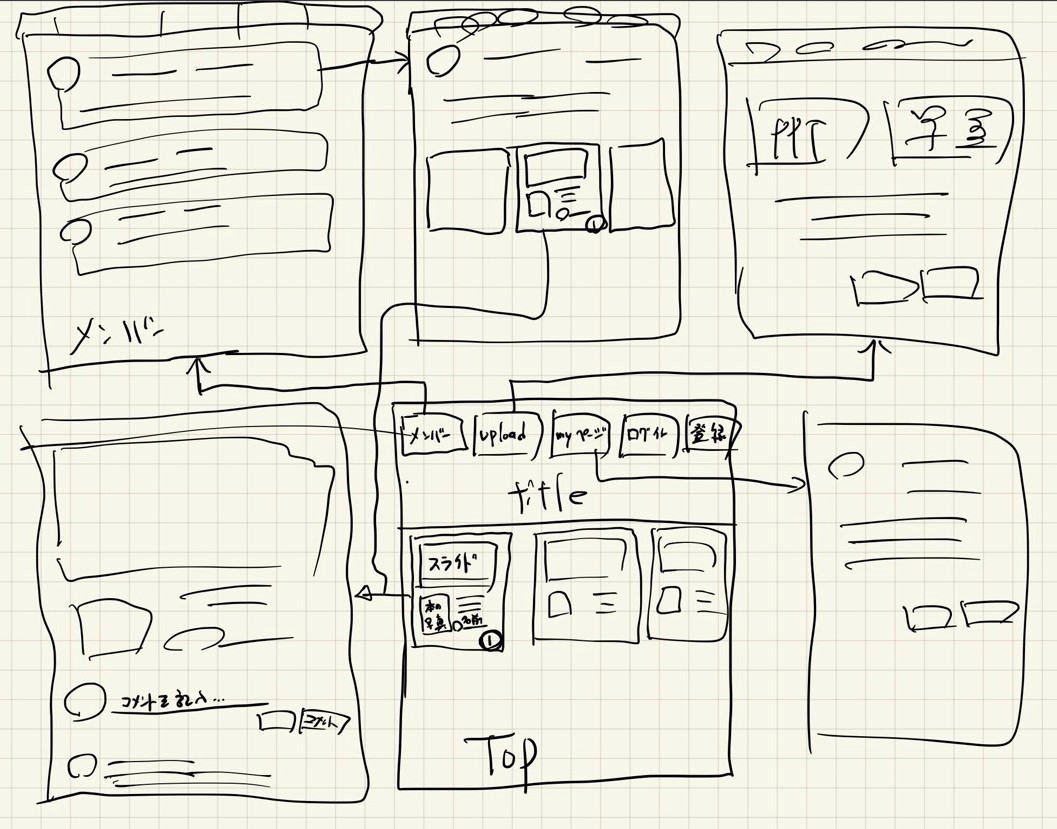 PPT
写真
メンバー
メンバー
upload
myページ
ログイン
登録
title
スライド
本の
写真
名前
1
1
コメントを記入...
コメント
Top